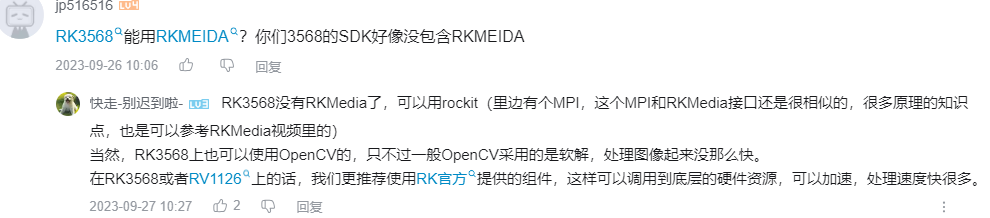 jp516516 LV4
RK3568能用RKMEIDA？你们3568的SDK好像没包含RKMEIDA
2023-09-26 10:06 回复
快走-别迟到啦- LV3 RK3568没有RKMedia了，可以用rockit（里边有个MPI，这个MPI和RKMedia接口还是很相似的，很多原理的知识
点，也是可以参考RKMedia视频里的）
当然，RK3568上也可以使用OpenCV的，只不过一般OpenCV采用的是软解，处理图像起来没那么快。
在RK3568或者RV1126上的话，我们更推荐使用RK官方提供的组件，这样可以调用到底层的硬件资源，可以加速，处理速度快很多。
2023-09-27 10:27 2 回复